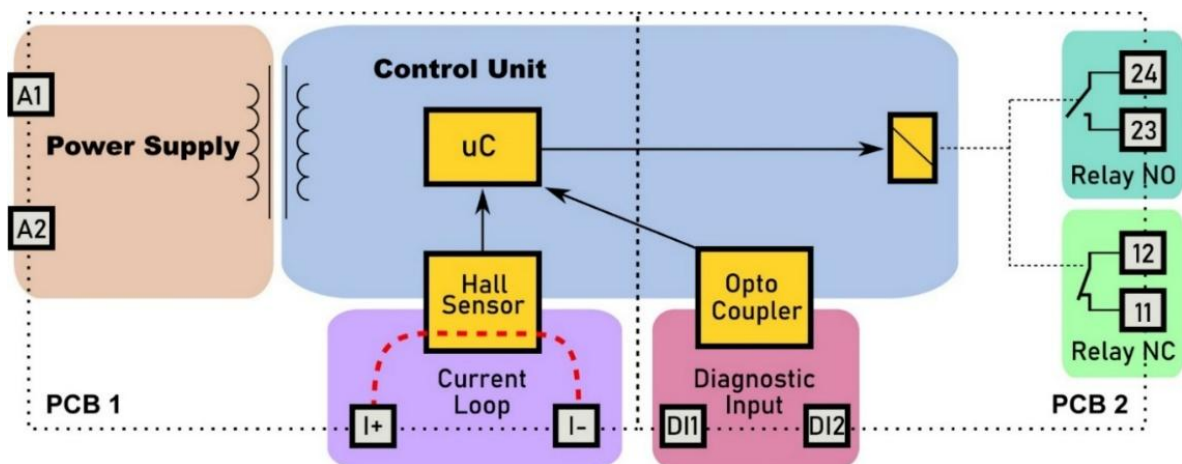 Control Unit
A1
Power Supply
A2
uC
24
23
Relay NO
Hall
Sensor
Opto
Coupler
12
11
Relay NC
Current
Loop
Diagnostic
Input
PCB 1
I+
I-
DI1
DI2
PCB 2